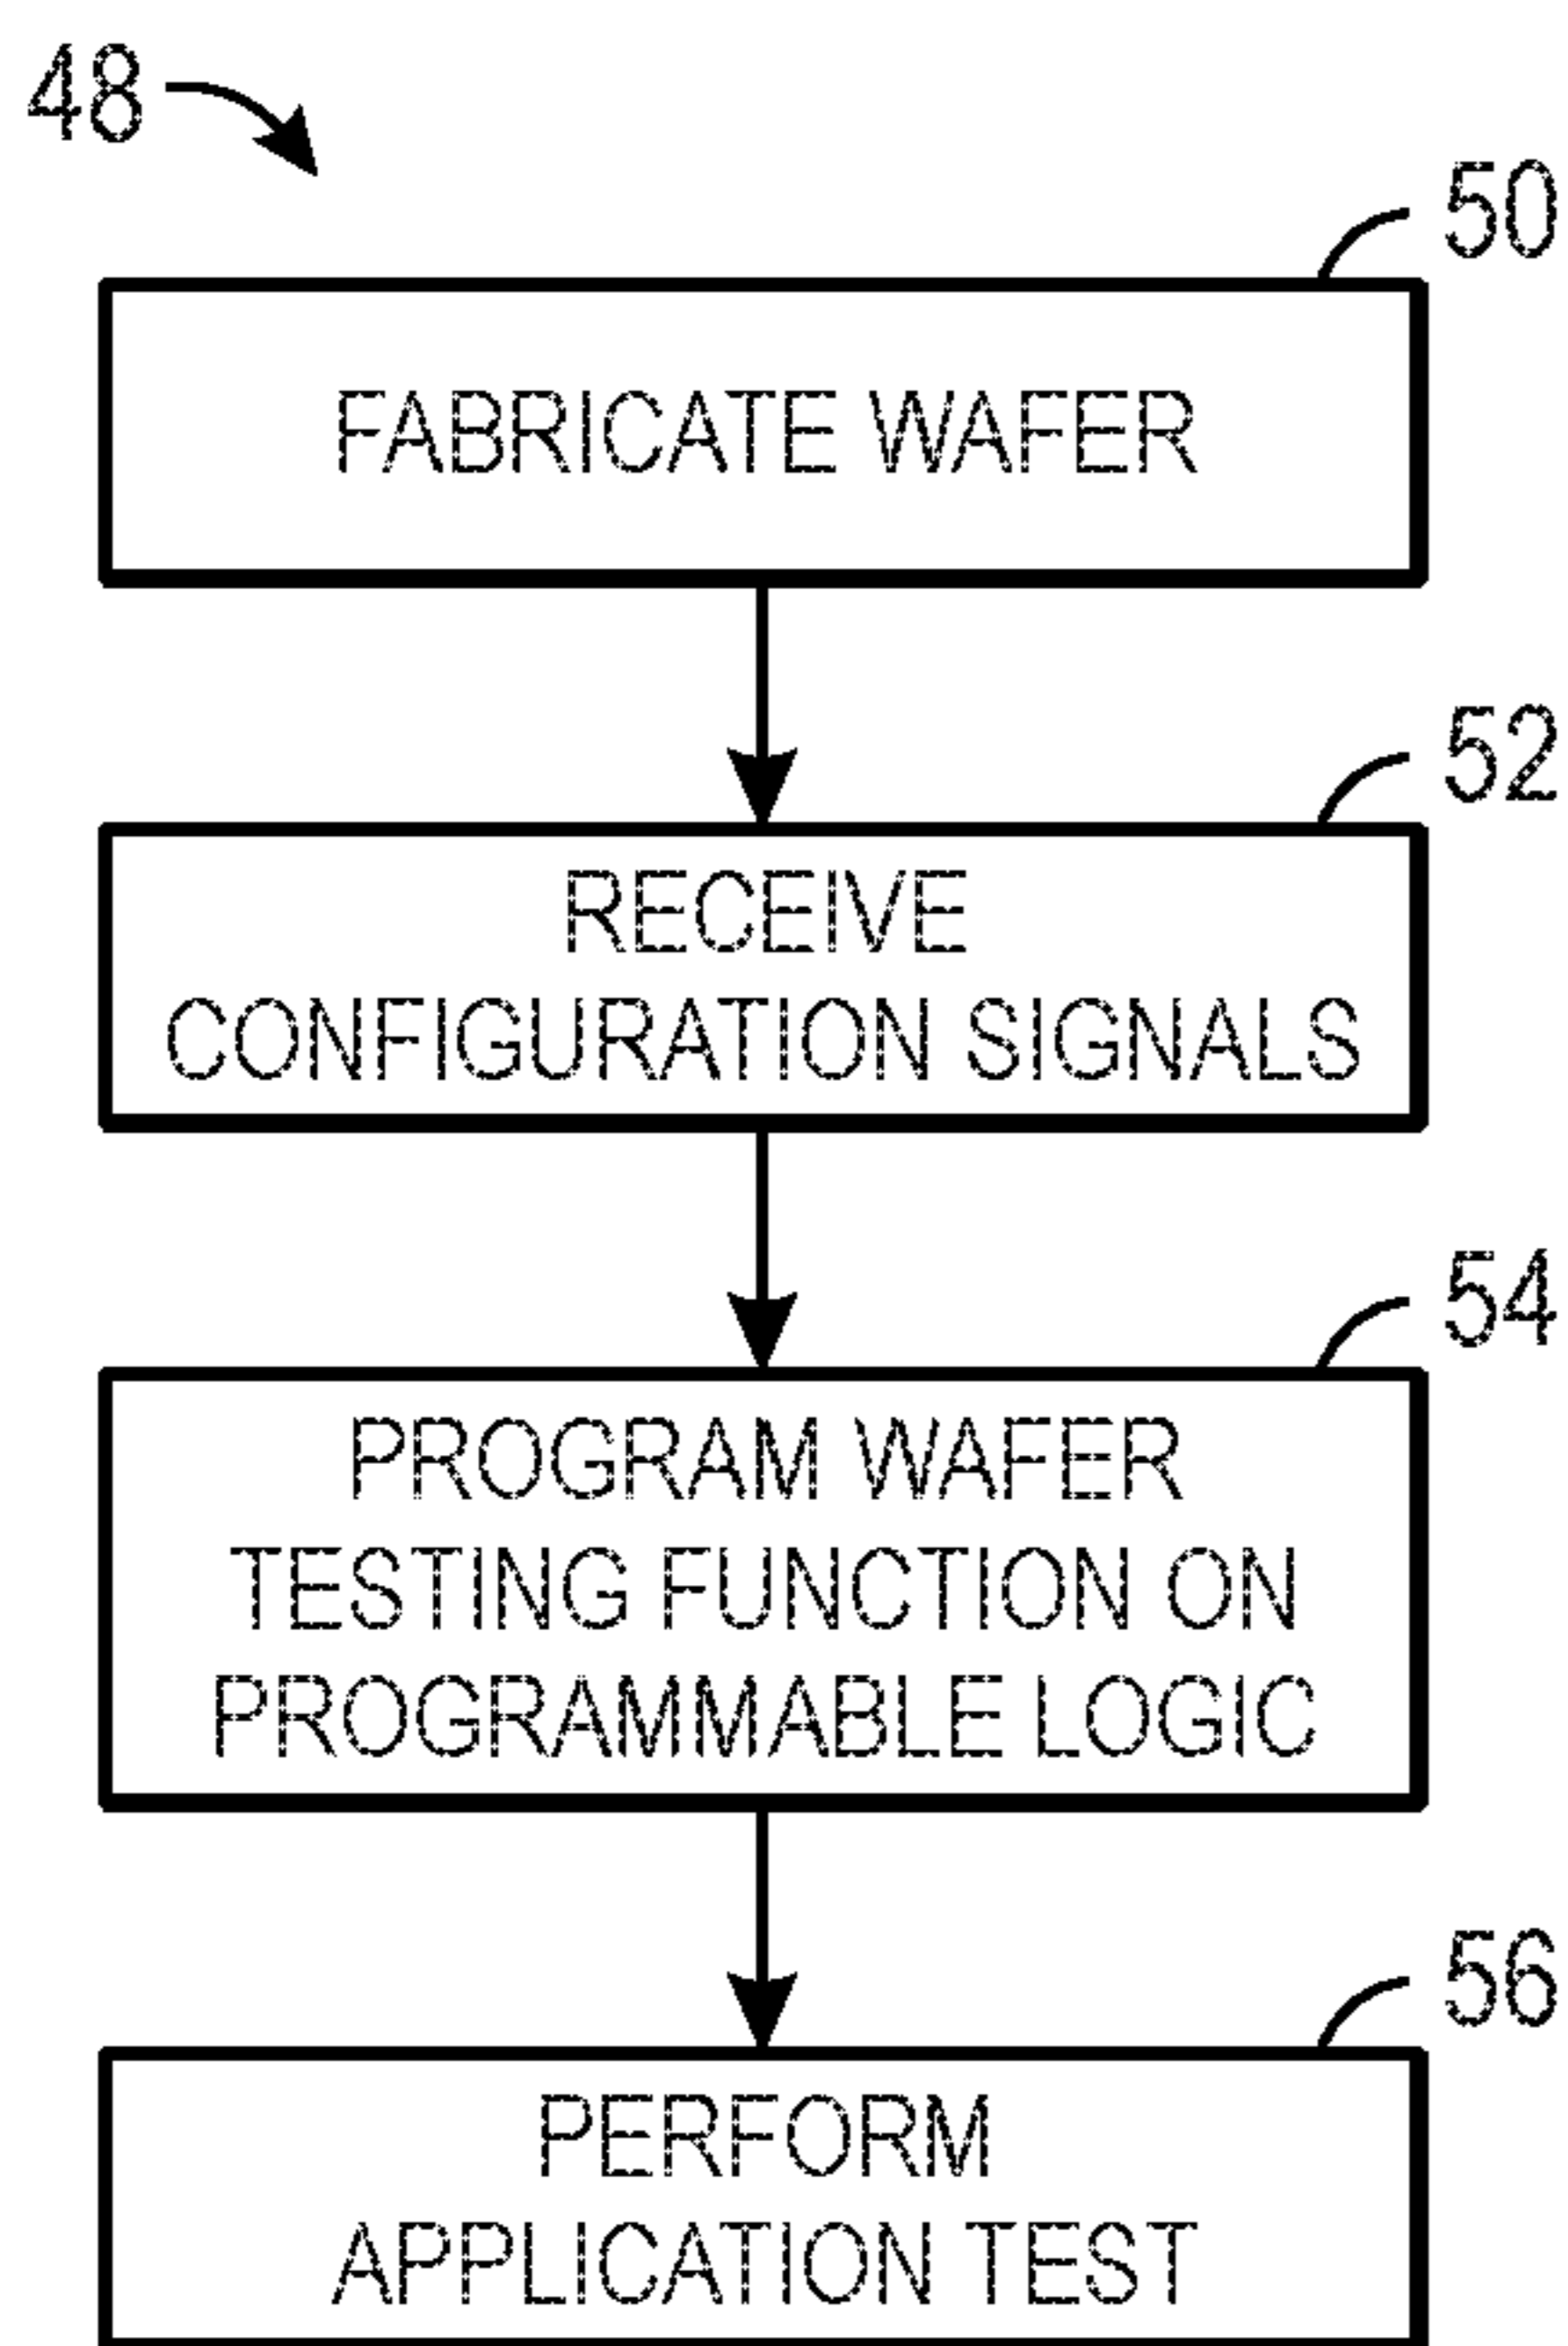 48
50
FABRICATE WAFER
52
RECEIVE
CONFIGURATION SIGNALS
54
PROGRAM WAFER
TESTING FUNCTION ON
PROGRAMMABLE LOGIC
56
PERFORM
APPLICATION TEST